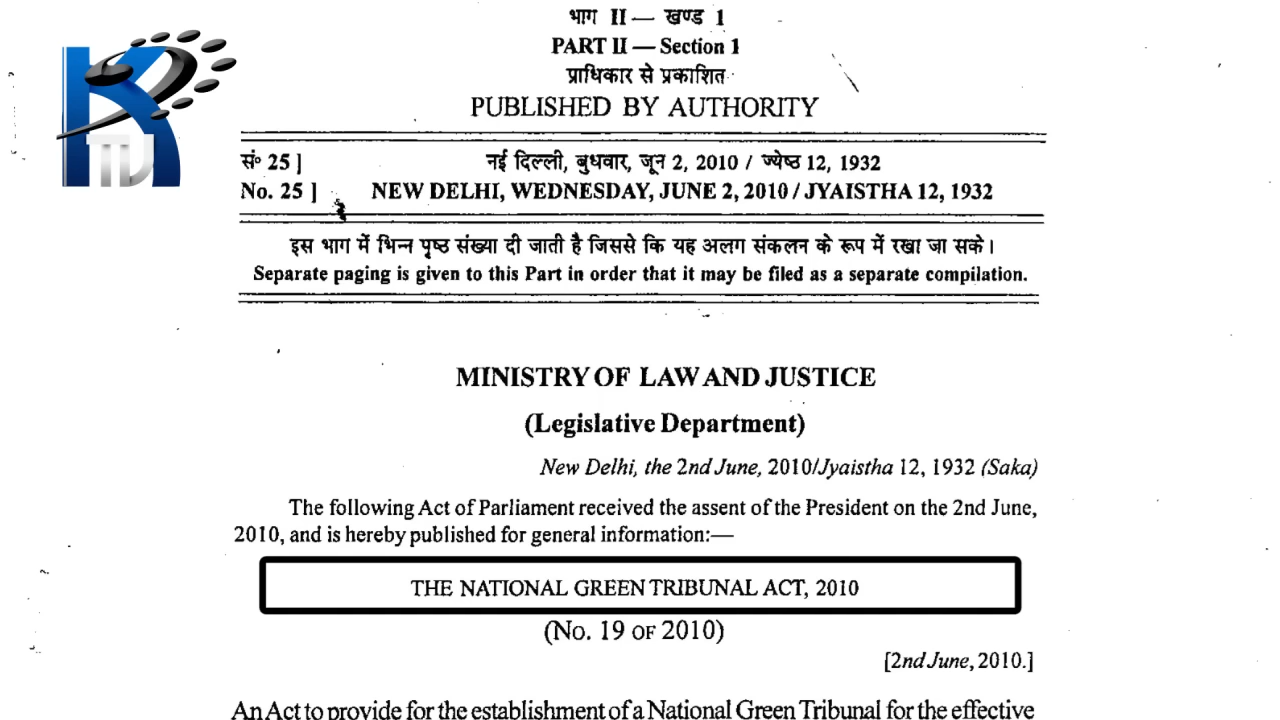 भाग II — खण्ड 1
PART II — Section 1
प्राधिकार से प्रकाशित
PUBLISHED BY AUTHORITY
सं॰ 25 ] नई दिल्ली, बुधवार, जून 2, 2010 / ज्येष्ठ 12, 1932
No. 25 ] NEW DELHI, WEDNESDAY, JUNE 2, 2010 / JYAISTHA 12, 1932
इस भाग में भिन्न पृष्ठ संख्या दी जाती है जिससे कि यह अलग संकलन के रूप में रखा जा सके।
Separate paging is given to this Part in order that it may be filed as a separate compilation.
MINISTRY OF LAW AND JUSTICE
(Legislative Department)
New Delhi, the 2nd June, 2010/Jyaistha 12, 1932 (Saka)
The following Act of Parliament received the assent of the President on the 2nd June,
2010, and is hereby published for general information:—
THE NATIONAL GREEN TRIBUNAL ACT, 2010
(No. 19 OF 2010)
[2nd June, 2010.]
An Act to provide for the establishment of a National Green Tribunal for the effective